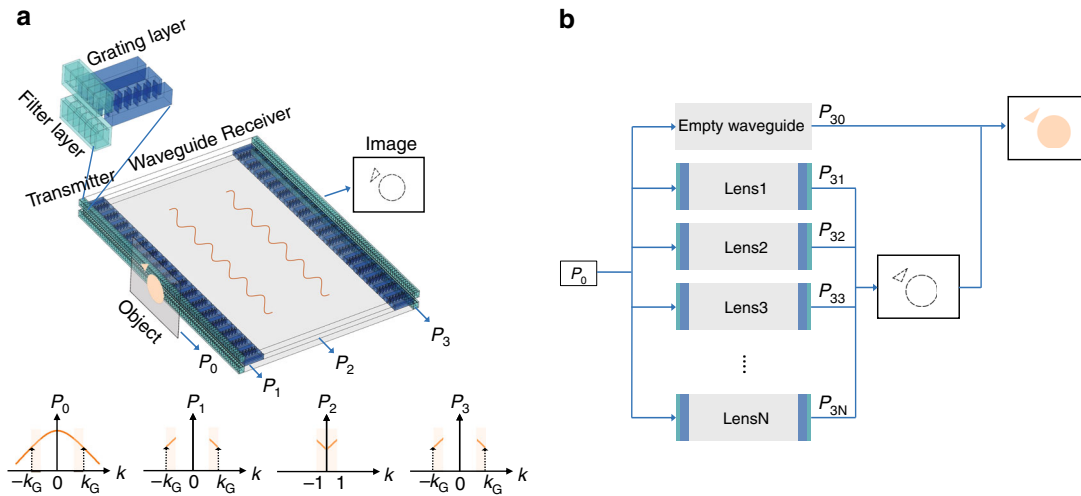 a
Grating layer
Filter layer
Waveguide Receiver
Transmitter
Image
Object
P0
P1
P2
P3
P0
P1
P2
P3
−kG 0 kG k
−kG 0 kG k
−1 1 k
−kG 0 kG k
b
Empty waveguide
P30
Lens1
P31
Lens2
P32
P0
Lens3
P33
LensN
P3N